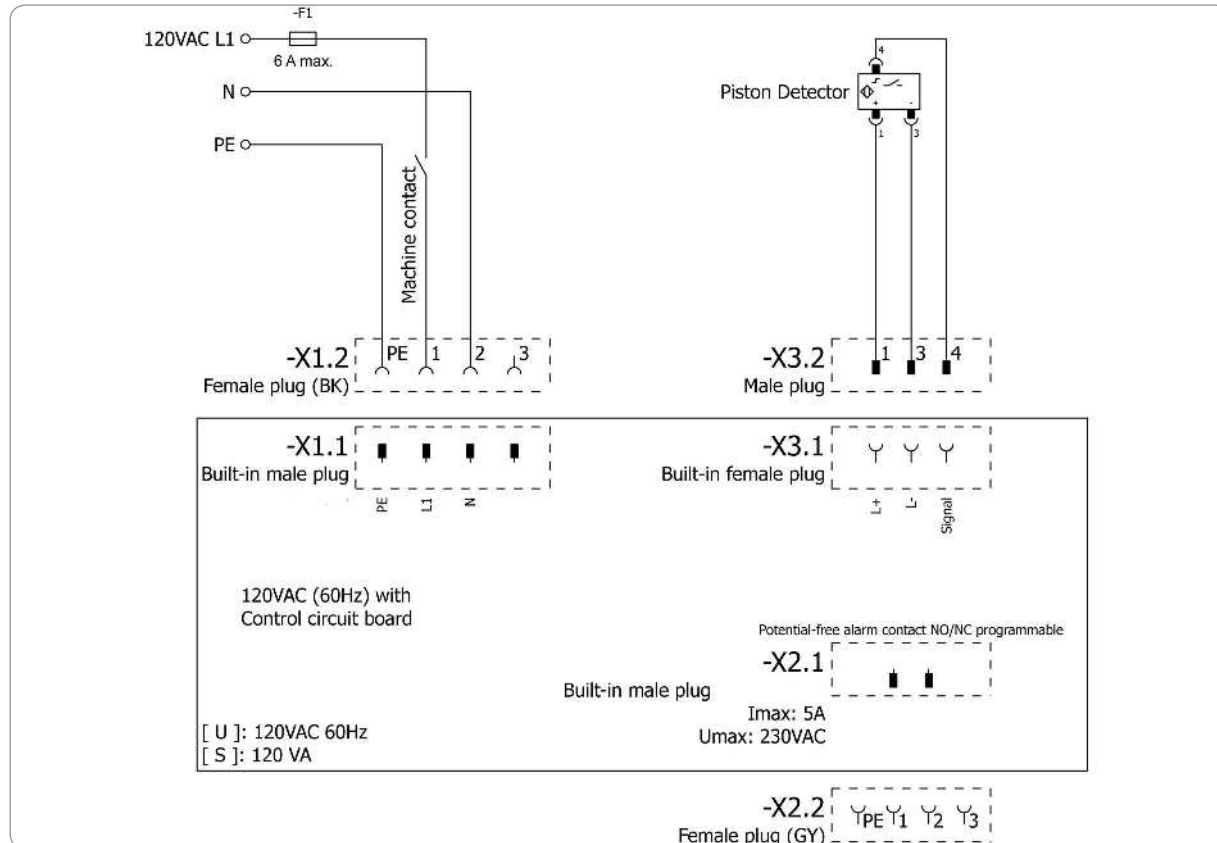 -F1
120VAC L1
6 A max.
N
PE
Machine contact
4
Piston Detector
+ -
1 3
-X1.2 PE 1 2 3
Female plug (BK)
-X3.2 1 3 4
Male plug
-X1.1
Built-in male plug
PE L1 N
-X3.1
Built-in female plug
L+ L- Signal
120VAC (60Hz) with
Control circuit board
Potential-free alarm contact NO/NC programmable
-X2.1
Built-in male plug
Imax: 5A
Umax: 230VAC
[ U ]: 120VAC 60Hz
[ S ]: 120 VA
-X2.2 PE 1 2 3
Female plug (GY)